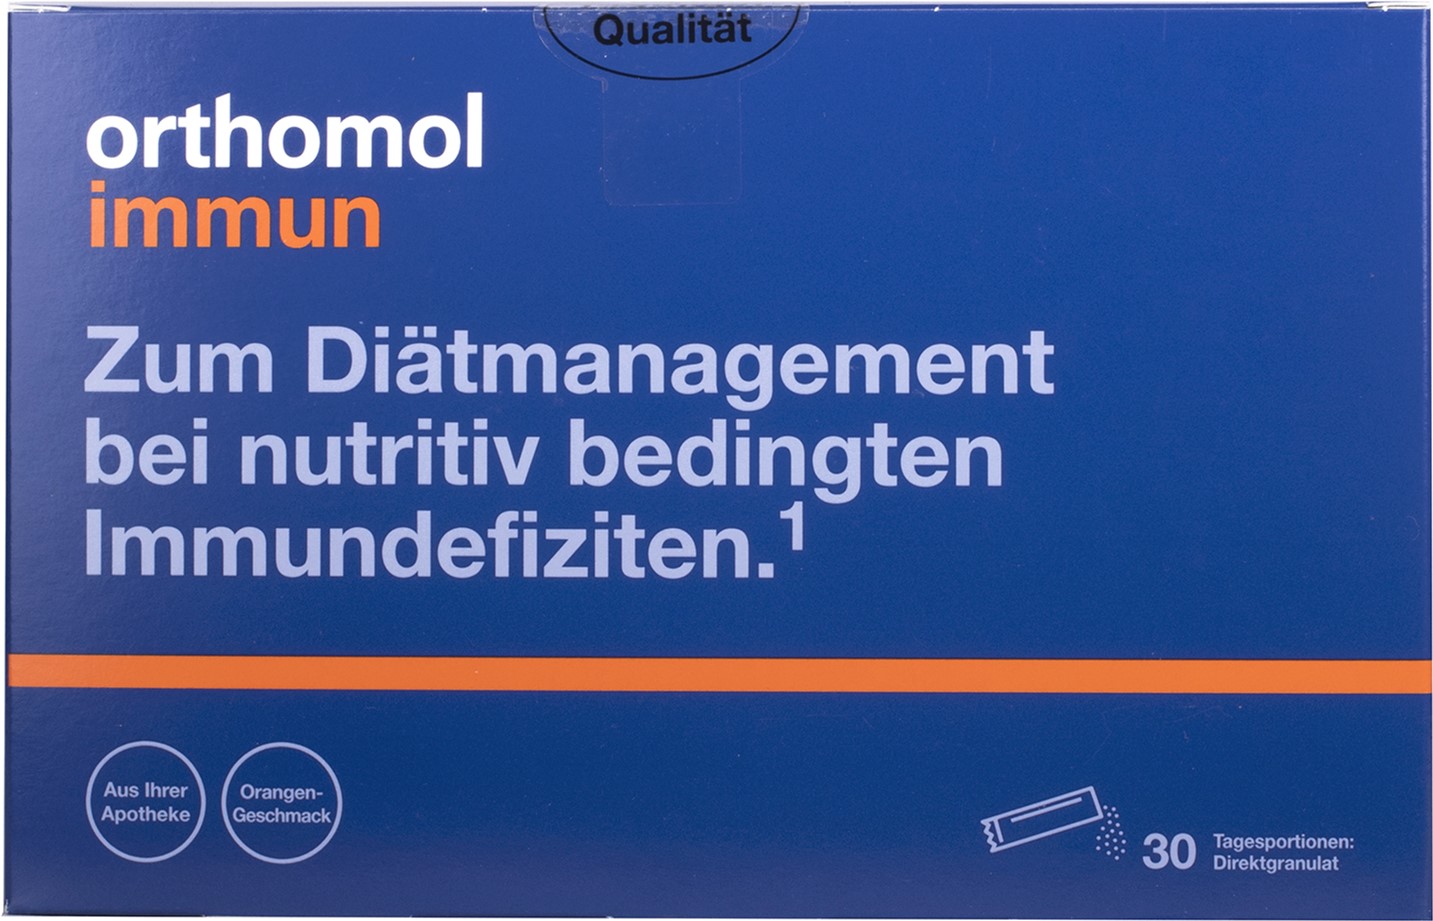 Qualität
orthomol
immun
Zum Diätmanagement
bei nutritiv bedingten
Immundefiziten.¹
Aus Ihrer
Apotheke
Orangen-
Geschmack
30 Tagesportionen:
Direktgranulat